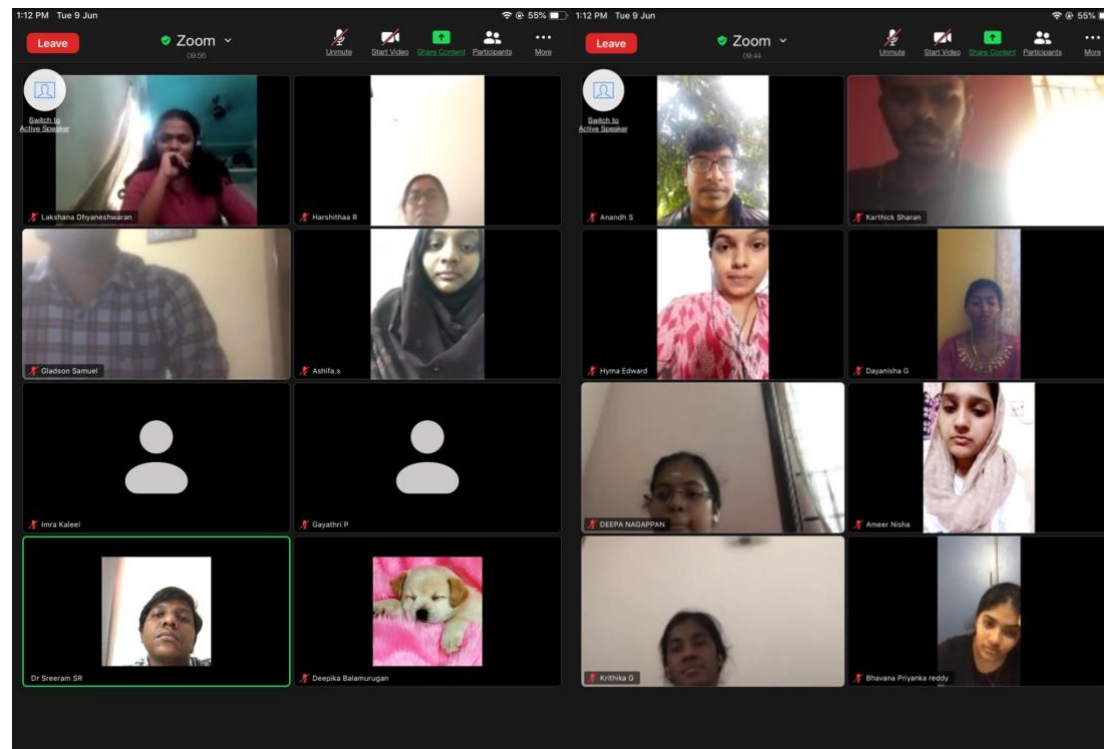 1:12 PM Tue 9 Jun
55%
Leave
Zoom
09:56
Unmute
Start Video
Share Content
Participants
More
Switch to
Active Speaker
Lakshana Dhyaneshwaran
Harshithaa R
Gladson Samuel
Ashifa.s
Imra Kaleel
Gayathri P
Dr Sreeram SR
Deepika Balamurugan
1:12 PM Tue 9 Jun
55%
Leave
Zoom
09:44
Unmute
Start Video
Share Content
Participants
More
Switch to
Active Speaker
Anandh S
Karthick Sharan
Hyma Edward
Dayanisha G
DEEPA NAGAPPAN
Ameer Nisha
Krithika G
Bhavana Priyanka reddy